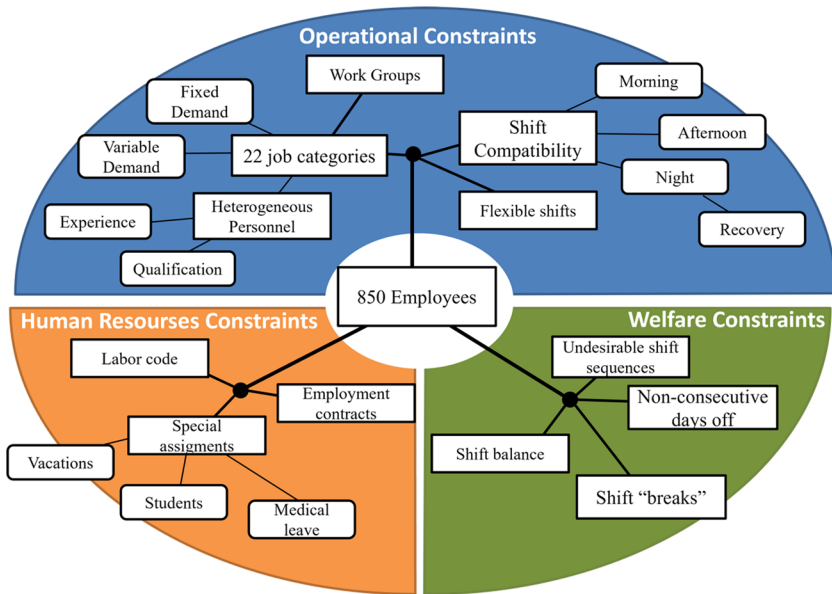 Operational Constraints
Work Groups
Morning
Fixed
Demand
Shift
Compatibility
Afternoon
Variable
Demand
22 job categories
Night
Experience
Heterogeneous
Personnel
Flexible shifts
Recovery
Qualification
850 Employees
Human Resourses Constraints
Labor code
Employment
contracts
Special
assigments
Vacations
Students
Medical
leave
Welfare Constraints
Undesirable shift
sequences
Non-consecutive
days off
Shift balance
Shift “breaks”